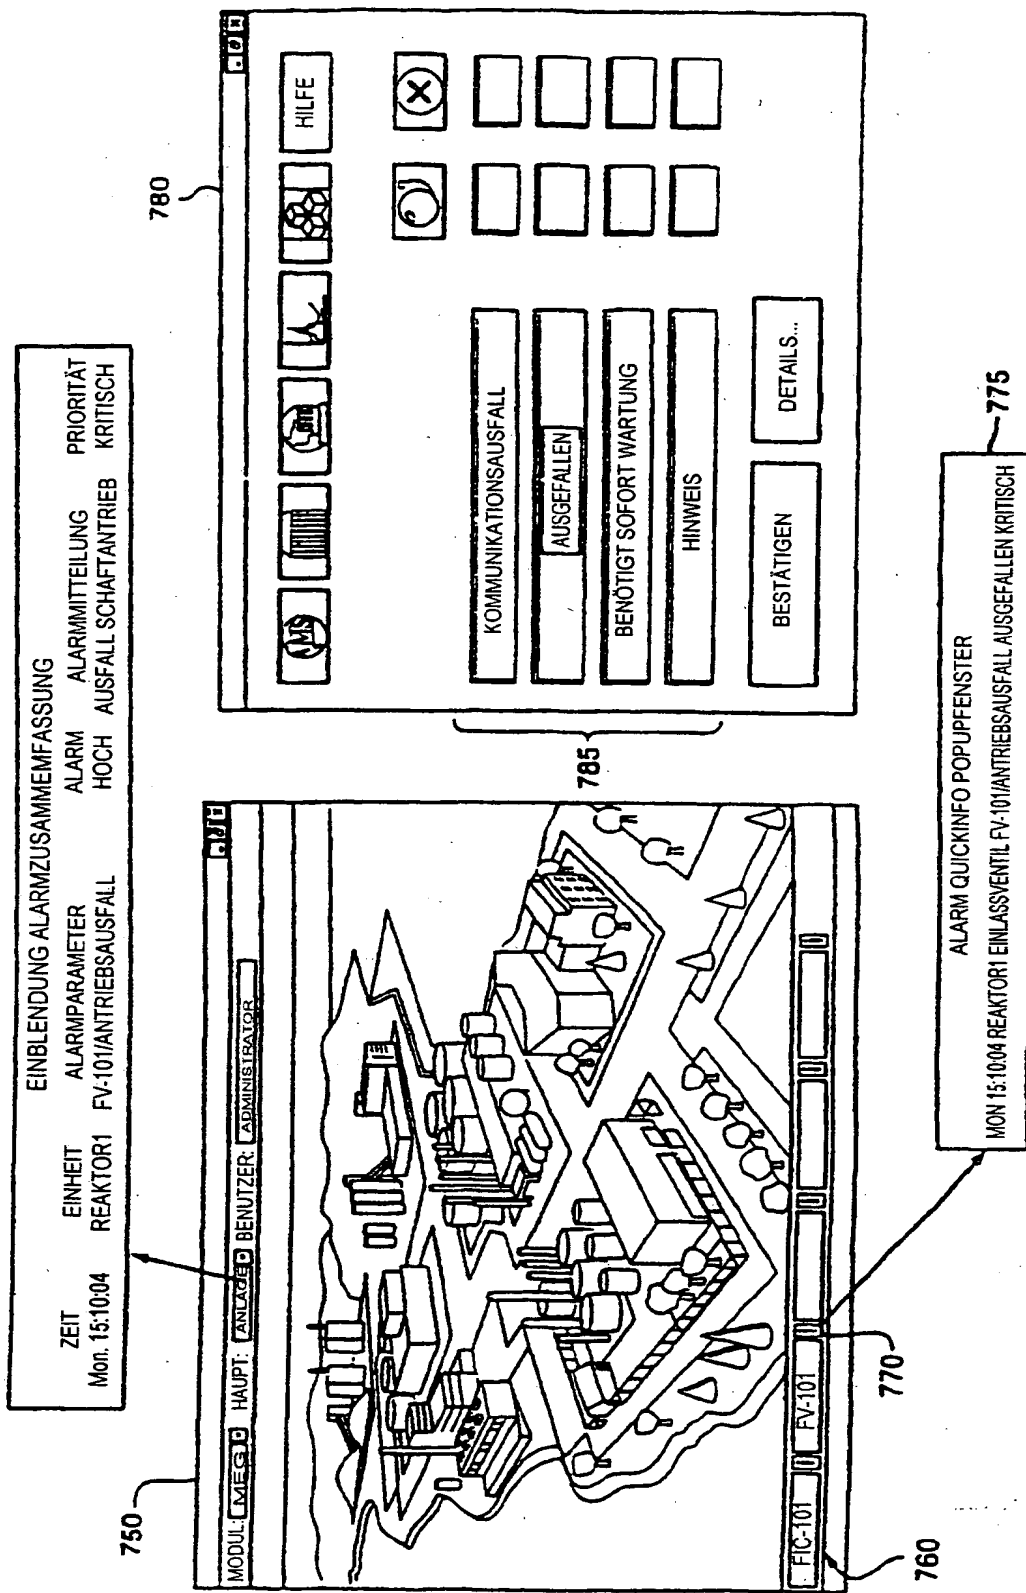 EINBLENDUNG ALARMZUSAMMEMFASSUNG
ZEIT EINHEIT ALARMPARAMETER ALARM ALARMMITTEILUNG PRIORITÄT
Mon. 15:10:04 REAKTOR1 FV-101/ANTRIEBSAUSFALL HOCH AUSFALL SCHAFTANTRIEB KRITISCH
750
MODUL: MEG HAUPT: ANLAGE BENUTZER: ADMINISTRATOR
FIC-101 FV-101
760
770
780
AMS
HILFE
785
KOMMUNIKATIONSAUSFALL
AUSGEFALLEN
BENÖTIGT SOFORT WARTUNG
HINWEIS
BESTÄTIGEN DETAILS...
775
ALARM QUICKINFO POPUPFENSTER
MON 15:10:04 REAKTOR1 EINLASSVENTIL FV-101/ANTRIEBSAUSFALL AUSGEFALLEN KRITISCH